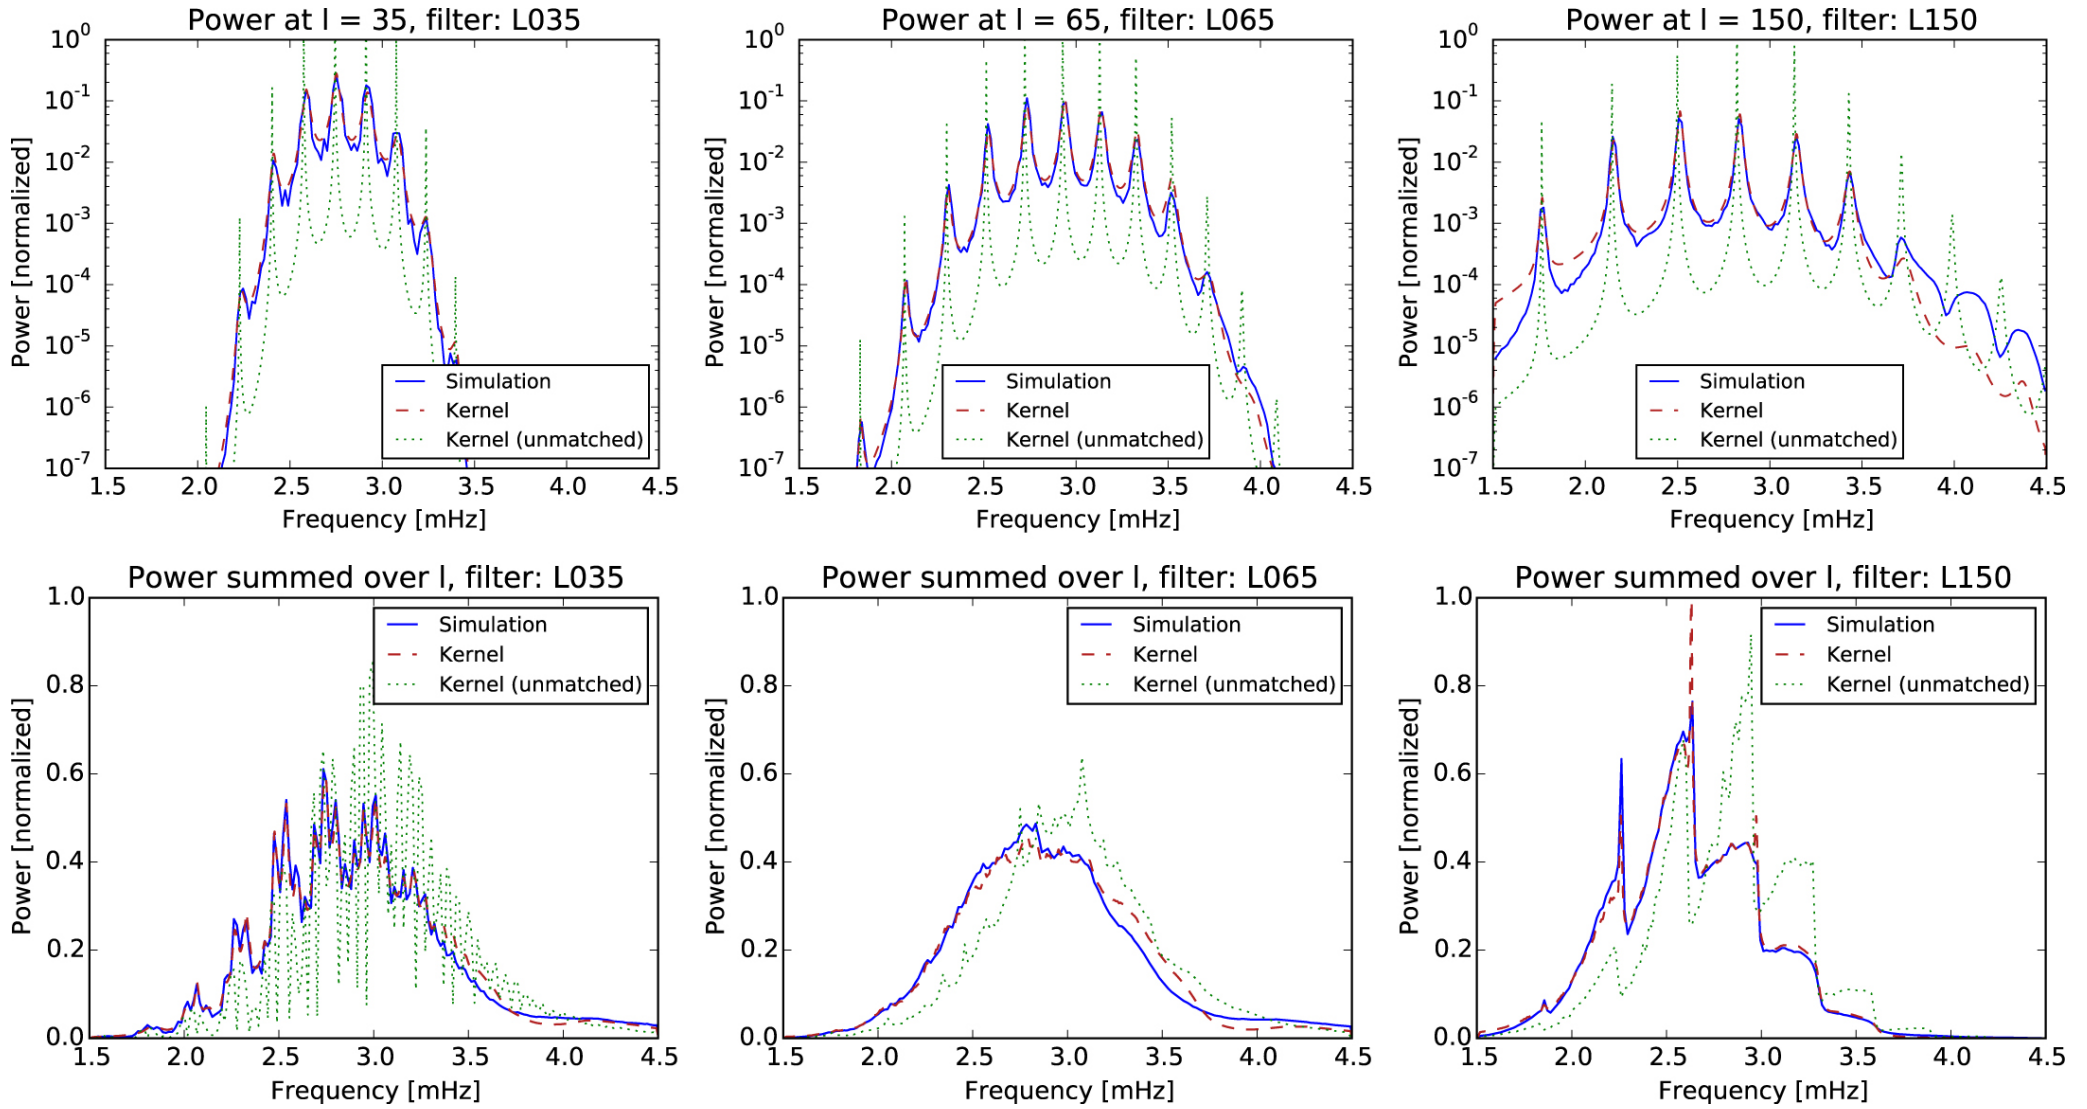 Power at l = 35, filter: L035
Power [normalized]
10^0
10^-1
10^-2
10^-3
10^-4
10^-5
10^-6
10^-7
Simulation
Kernel
Kernel (unmatched)
1.5 2.0 2.5 3.0 3.5 4.0 4.5
Frequency [mHz]
Power at l = 65, filter: L065
Power [normalized]
10^0
10^-1
10^-2
10^-3
10^-4
10^-5
10^-6
10^-7
Simulation
Kernel
Kernel (unmatched)
1.5 2.0 2.5 3.0 3.5 4.0 4.5
Frequency [mHz]
Power at l = 150, filter: L150
Power [normalized]
10^0
10^-1
10^-2
10^-3
10^-4
10^-5
10^-6
10^-7
Simulation
Kernel
Kernel (unmatched)
1.5 2.0 2.5 3.0 3.5 4.0 4.5
Frequency [mHz]
Power summed over l, filter: L035
Power [normalized]
1.0
0.8
0.6
0.4
0.2
0.0
Simulation
Kernel
Kernel (unmatched)
1.5 2.0 2.5 3.0 3.5 4.0 4.5
Frequency [mHz]
Power summed over l, filter: L065
Power [normalized]
1.0
0.8
0.6
0.4
0.2
0.0
Simulation
Kernel
Kernel (unmatched)
1.5 2.0 2.5 3.0 3.5 4.0 4.5
Frequency [mHz]
Power summed over l, filter: L150
Power [normalized]
1.0
0.8
0.6
0.4
0.2
0.0
Simulation
Kernel
Kernel (unmatched)
1.5 2.0 2.5 3.0 3.5 4.0 4.5
Frequency [mHz]